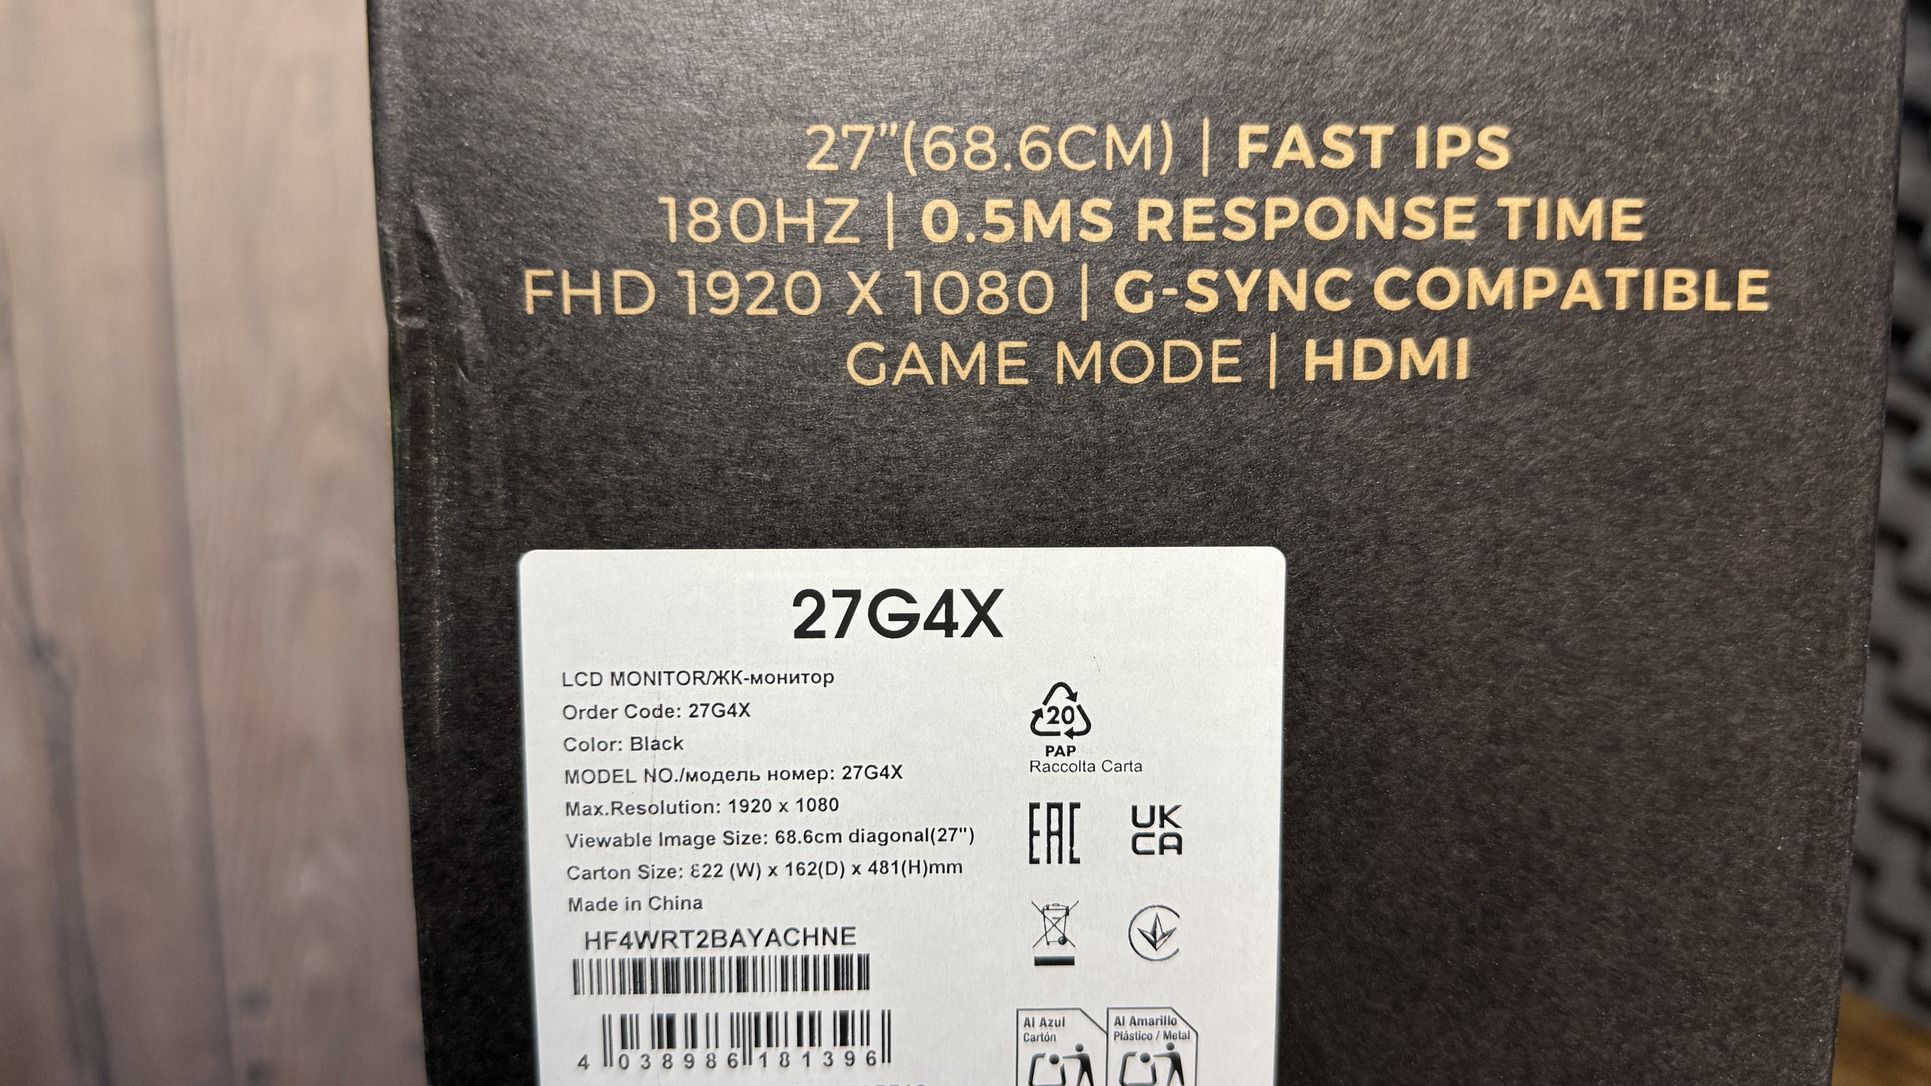 27"(68.6CM) | FAST IPS
180HZ | 0.5MS RESPONSE TIME
FHD 1920 X 1080 | G-SYNC COMPATIBLE
GAME MODE | HDMI
27G4X
LCD MONITOR/ЖК-монитор
Order Code: 27G4X
Color: Black
MODEL NO./модель номер: 27G4X
Max.Resolution: 1920 x 1080
Viewable Image Size: 68.6cm diagonal(27")
Carton Size: 822 (W) x 162(D) x 481(H)mm
Made in China
HF4WRT2BAYACHNE
4 038986 181396
20
PAP
Raccolta Carta
EAC
UK
CA
Al Azul
Cartón
Al Amarillo
Plástico / Metal